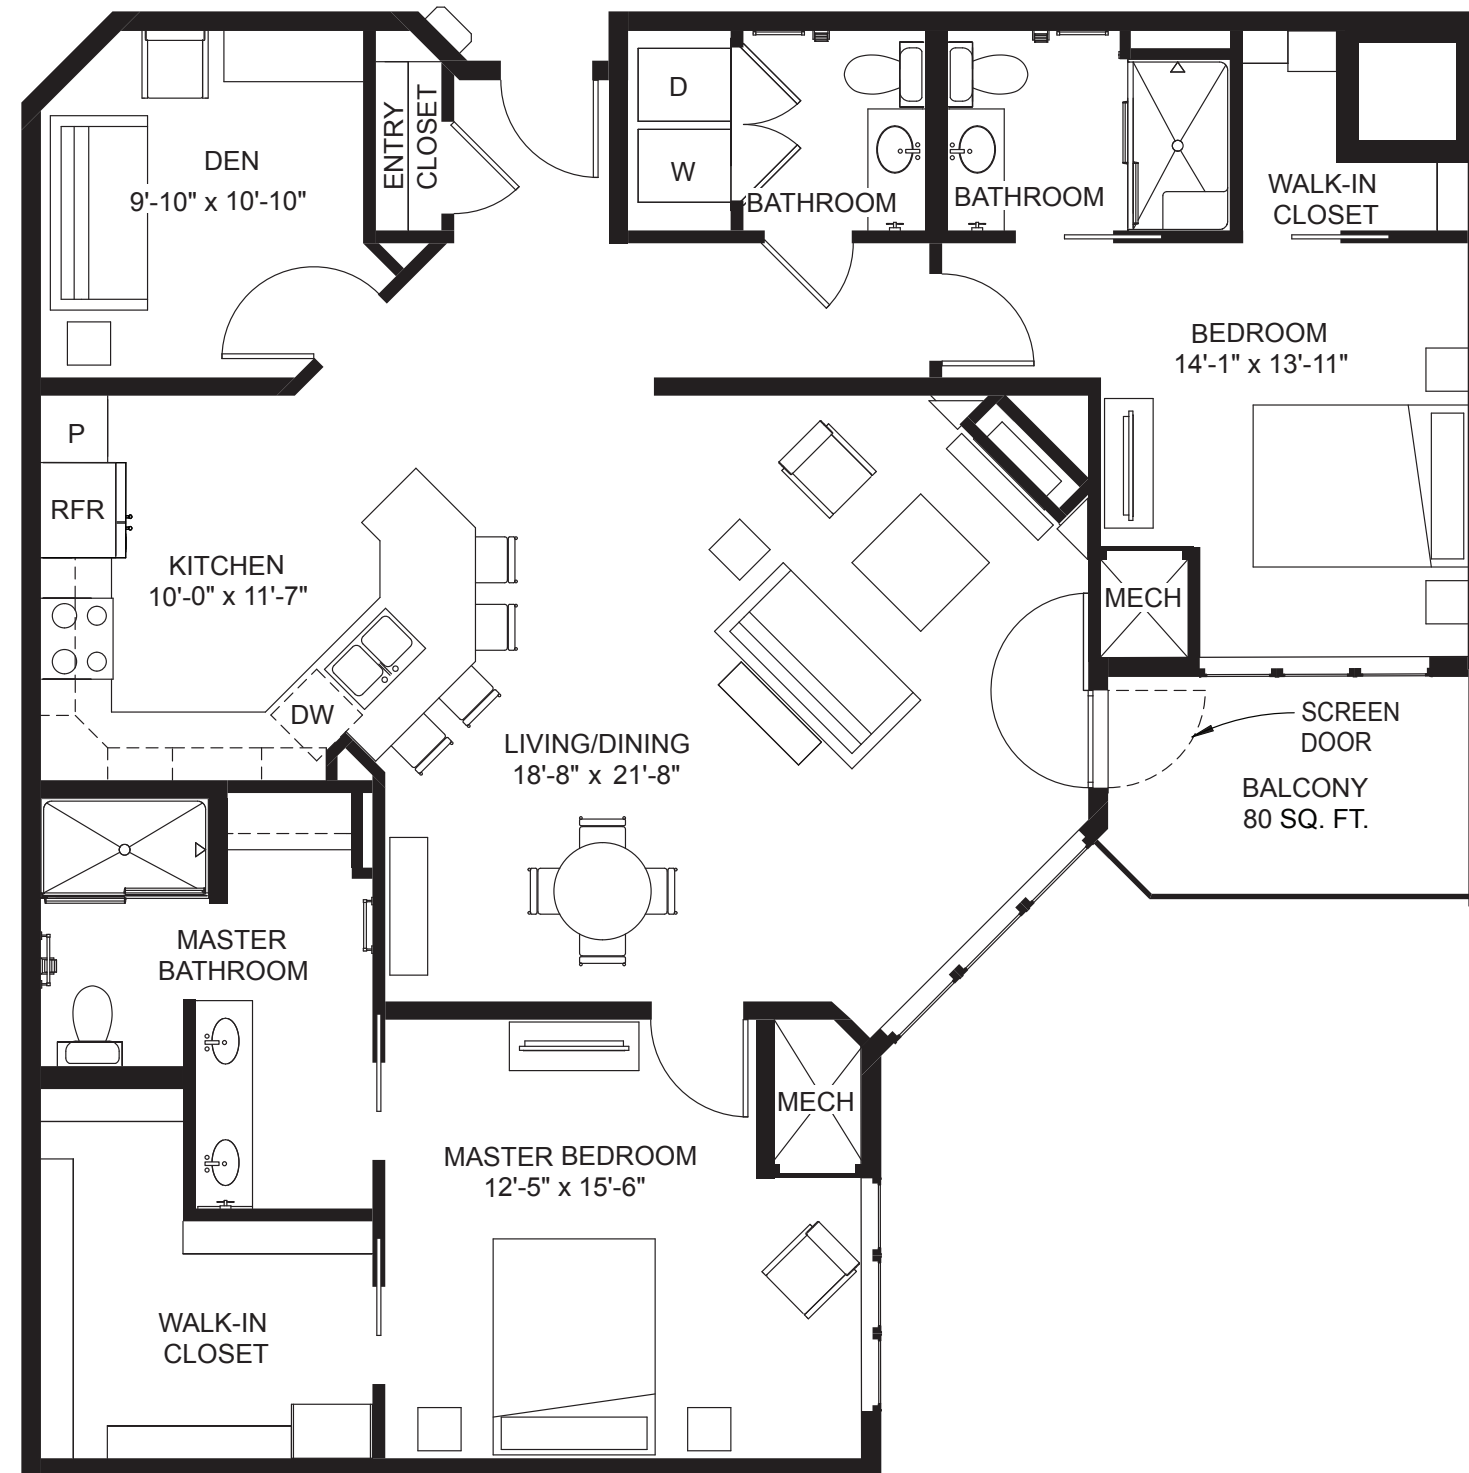 DEN
9'-10" x 10'-10"
ENTRY
CLOSET
D
W
BATHROOM
BATHROOM
WALK-IN
CLOSET
BEDROOM
14'-1" x 13'-11"
P
RFR
KITCHEN
10'-0" x 11'-7"
MECH
DW
LIVING/DINING
18'-8" x 21'-8"
SCREEN
DOOR
BALCONY
80 SQ. FT.
MASTER
BATHROOM
MECH
MASTER BEDROOM
12'-5" x 15'-6"
WALK-IN
CLOSET